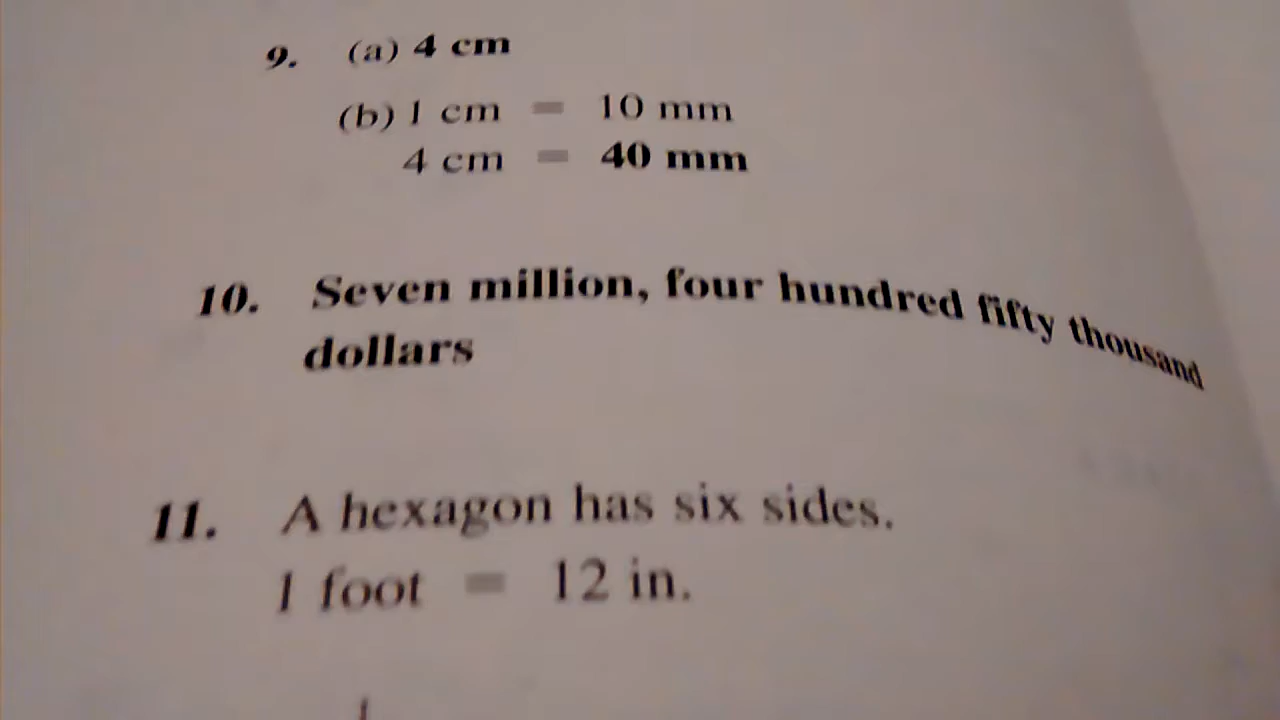 9. (a) 4 cm
(b) 1 cm = 10 mm
4 cm = 40 mm
10. Seven million, four hundred fifty thousand
dollars
11. A hexagon has six sides.
1 foot = 12 in.